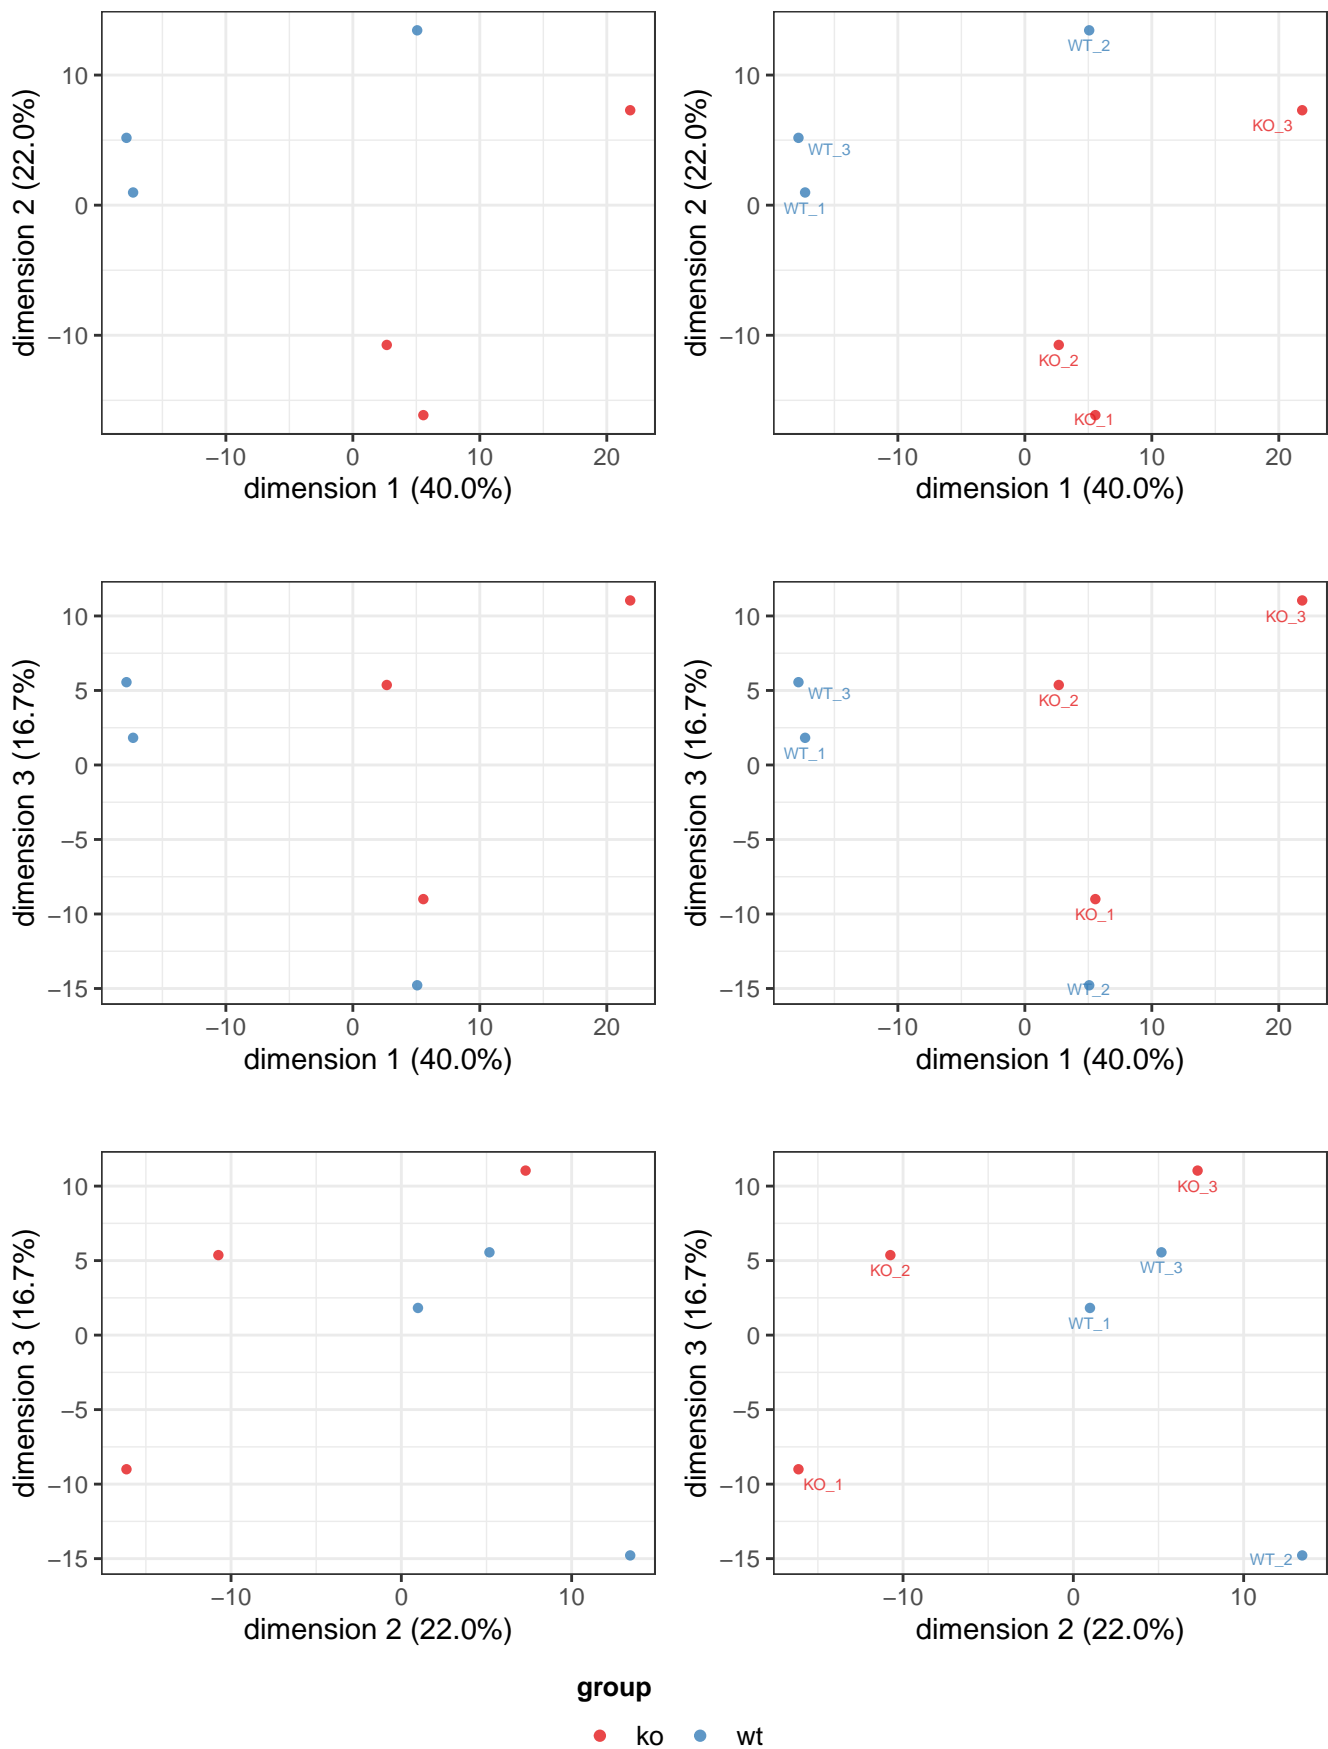 dimension 2 (22.0%)
10
0
−10
−10 0 10 20
dimension 1 (40.0%)
dimension 2 (22.0%)
10
0
−10
WT_2
KO_3
WT_3
WT_1
KO_2
KO_1
−10 0 10 20
dimension 1 (40.0%)
dimension 3 (16.7%)
10
5
0
−5
−10
−15
−10 0 10 20
dimension 1 (40.0%)
dimension 3 (16.7%)
10
5
0
−5
−10
−15
KO_3
WT_3
KO_2
WT_1
KO_1
WT_2
−10 0 10 20
dimension 1 (40.0%)
dimension 3 (16.7%)
10
5
0
−5
−10
−15
−10 0 10
dimension 2 (22.0%)
dimension 3 (16.7%)
10
5
0
−5
−10
−15
KO_3
KO_2
WT_3
WT_1
KO_1
WT_2
−10 0 10
dimension 2 (22.0%)
group
ko wt